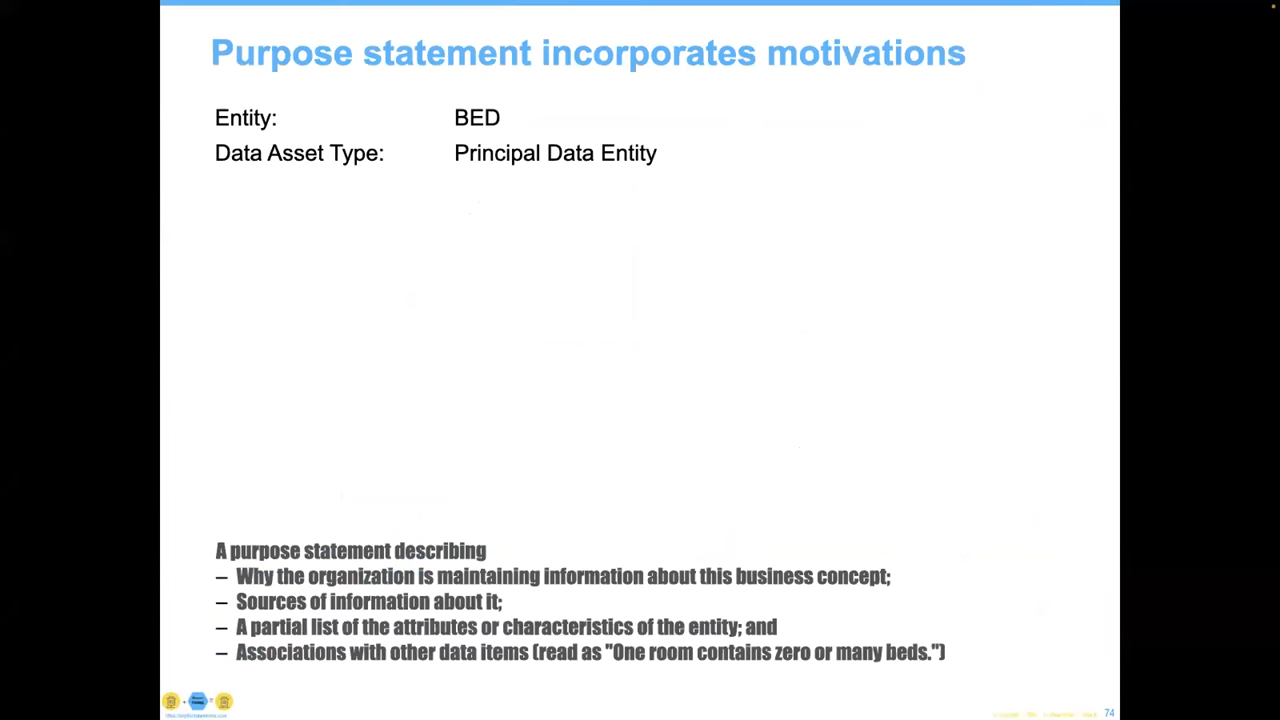 Purpose statement incorporates motivations
Entity: BED
Data Asset Type: Principal Data Entity
A purpose statement describing
– Why the organization is maintaining information about this business concept;
– Sources of information about it;
– A partial list of the attributes or characteristics of the entity; and
– Associations with other data items (read as "One room contains zero or many beds.")
74